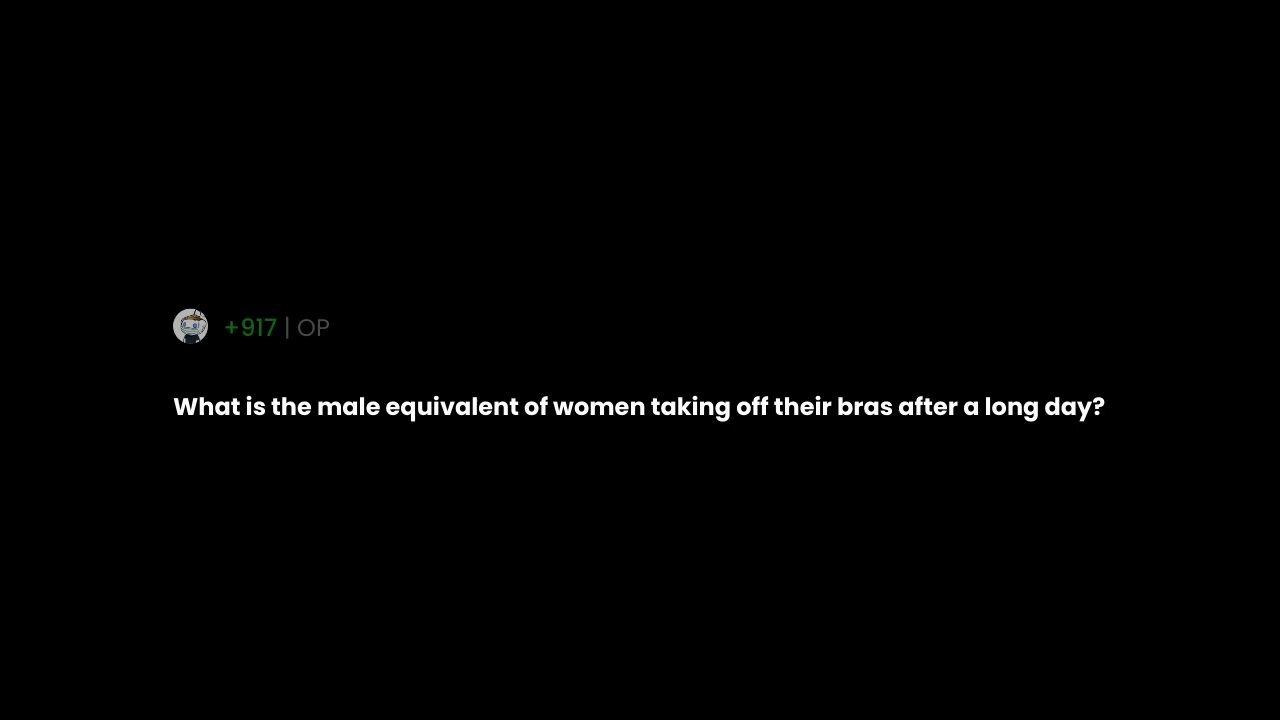 +917 | OP
What is the male equivalent of women taking off their bras after a long day?